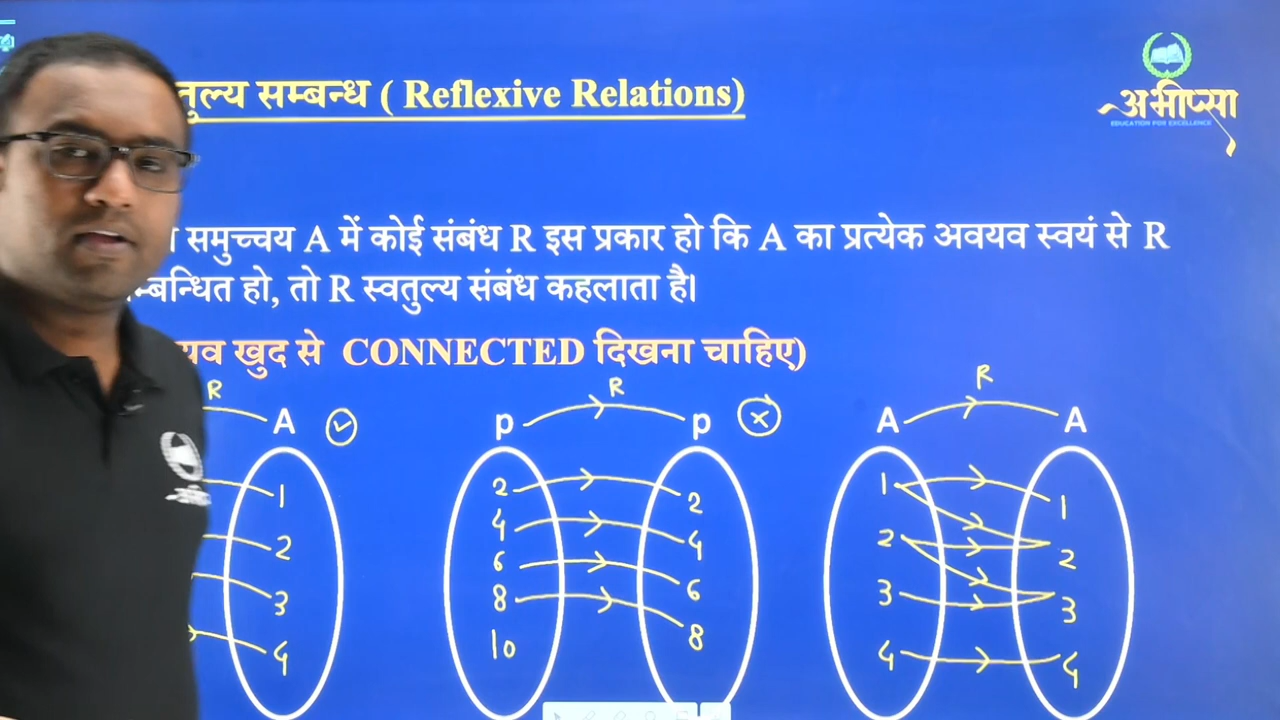 तुल्य सम्बन्ध ( Reflexive Relations)
अभीप्सा
EDUCATION FOR EXCELLENCE
समुच्चय A में कोई संबंध R इस प्रकार हो कि A का प्रत्येक अवयव स्वयं से R
म्बन्धित हो, तो R स्वतुल्य संबंध कहलाता है।
यव खुद से CONNECTED दिखना चाहिए)
R R R
A p p A A
1 2 2 1 1
2 4 4 2 2
3 6 6 3 3
4 8 8 4 4
10